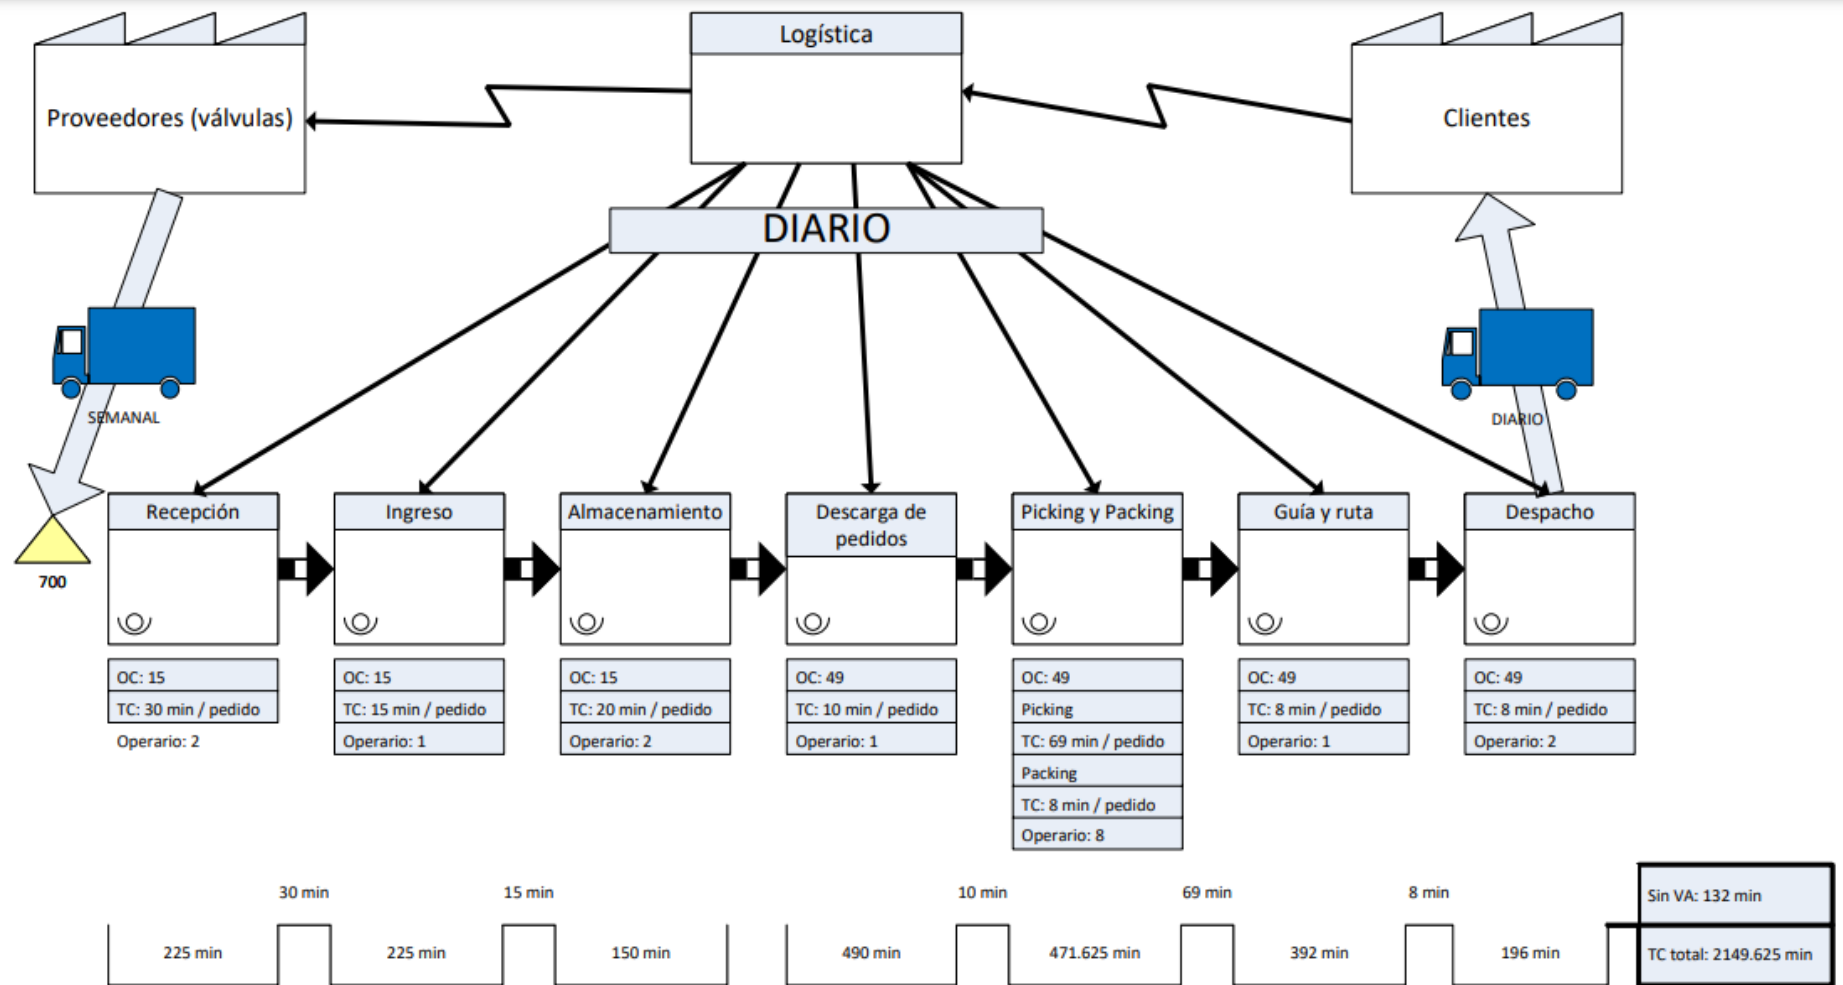 Logística
Proveedores (válvulas)
Clientes
DIARIO
SEMANAL
DIARIO
700
Recepción
OC: 15
TC: 30 min / pedido
Operario: 2
Ingreso
OC: 15
TC: 15 min / pedido
Operario: 1
Almacenamiento
OC: 15
TC: 20 min / pedido
Operario: 2
Descarga de
pedidos
OC: 49
TC: 10 min / pedido
Operario: 1
Picking y Packing
OC: 49
Picking
TC: 69 min / pedido
Packing
TC: 8 min / pedido
Operario: 8
Guía y ruta
OC: 49
TC: 8 min / pedido
Operario: 1
Despacho
OC: 49
TC: 8 min / pedido
Operario: 2
30 min
15 min
10 min
69 min
8 min
Sin VA: 132 min
225 min
225 min
150 min
490 min
471.625 min
392 min
196 min
TC total: 2149.625 min